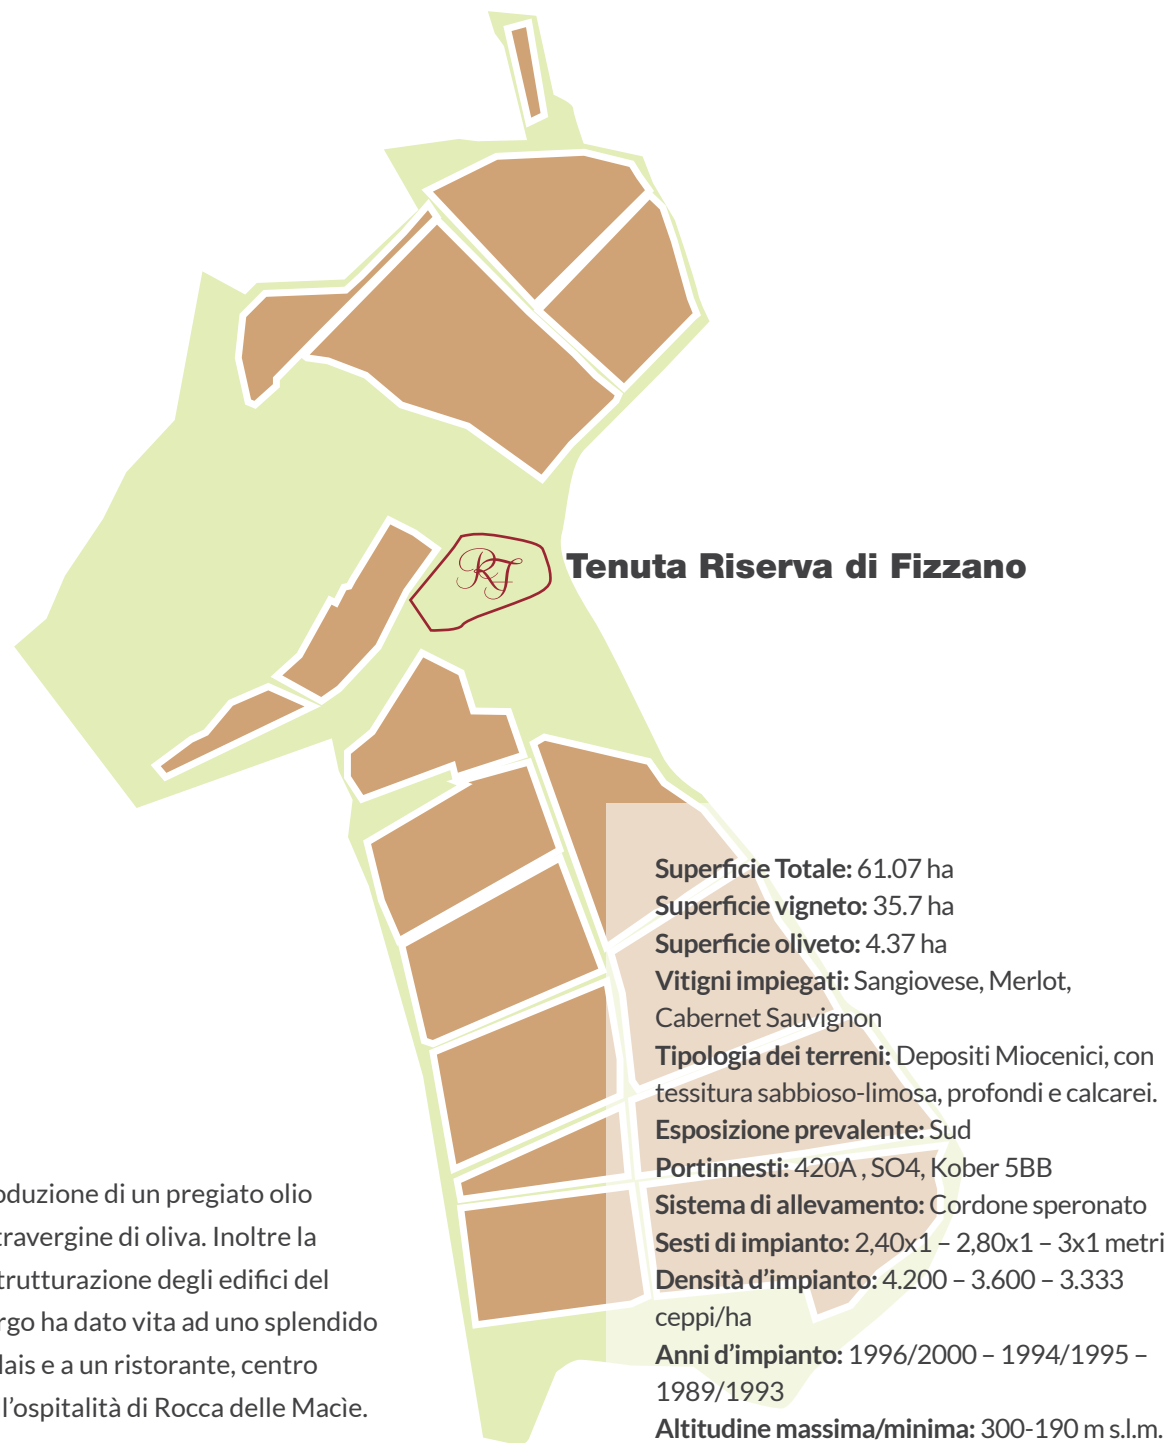 RF
Tenuta Riserva di Fizzano
Superficie Totale: 61.07 ha
Superficie vigneto: 35.7 ha
Superficie oliveto: 4.37 ha
Vitigni impiegati: Sangiovese, Merlot,
Cabernet Sauvignon
Tipologia dei terreni: Depositi Miocenici, con
tessitura sabbioso-limosa, profondi e calcarei.
Esposizione prevalente: Sud
Portinnesti: 420A , SO4, Kober 5BB
Sistema di allevamento: Cordone speronato
Sesti di impianto: 2,40x1 – 2,80x1 – 3x1 metri
Densità d’impianto: 4.200 – 3.600 – 3.333
ceppi/ha
Anni d’impianto: 1996/2000 – 1994/1995 –
1989/1993
Altitudine massima/minima: 300-190 m s.l.m.
oduzione di un pregiato olio
travergine di oliva. Inoltre la
trutturazione degli edifici del
rgo ha dato vita ad uno splendido
lais e a un ristorante, centro
l’ospitalità di Rocca delle Macìe.